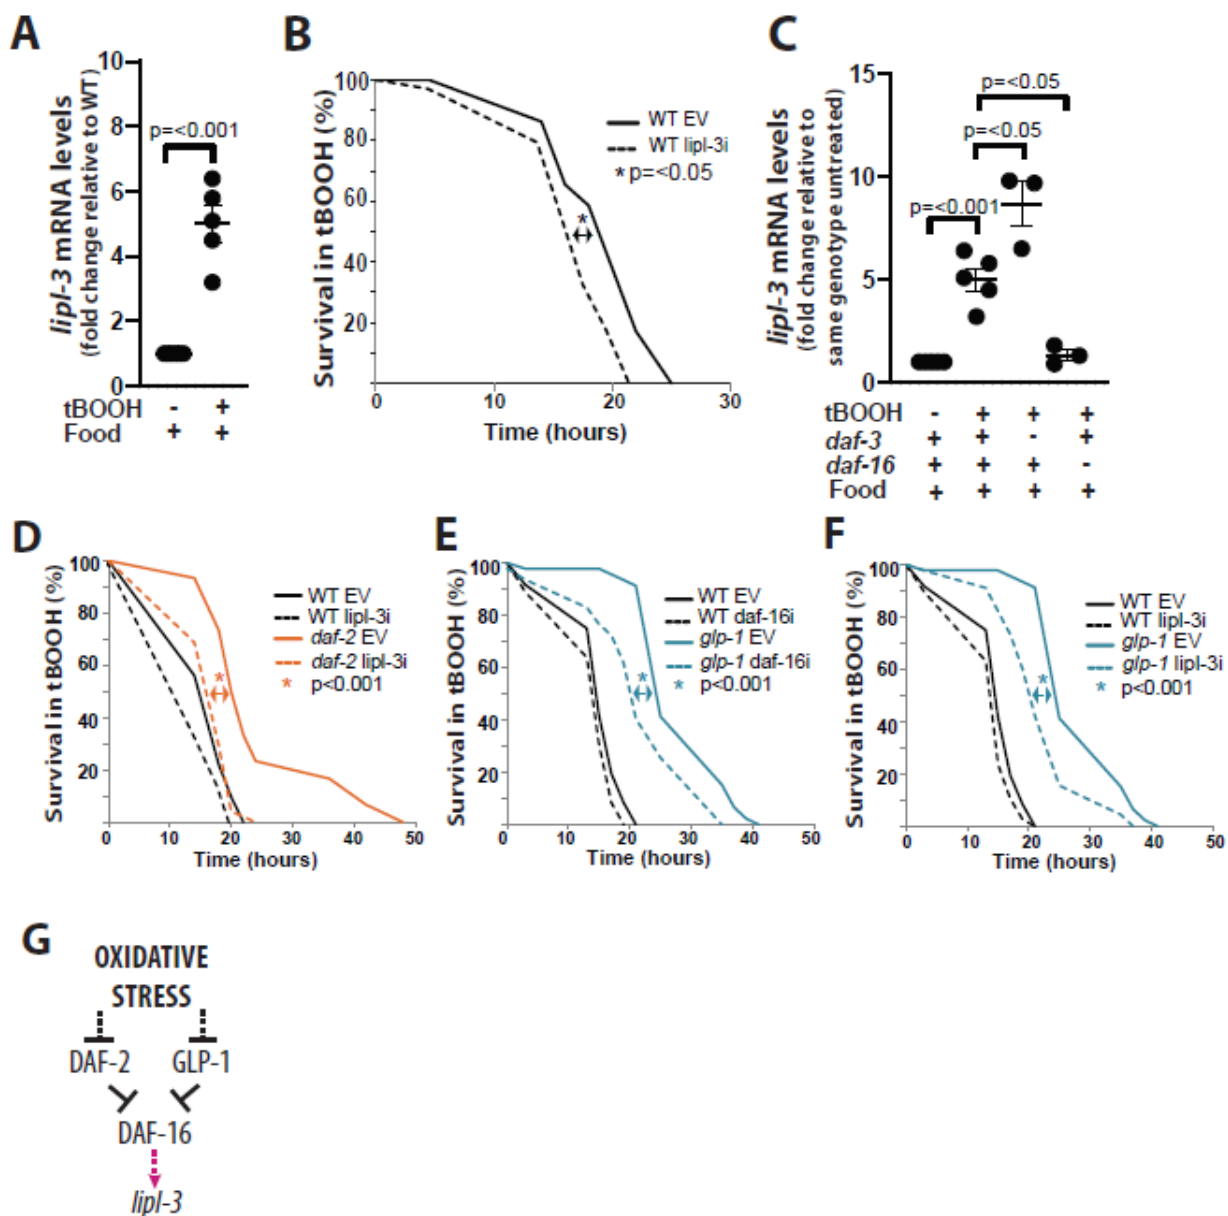 A
lipl-3 mRNA levels
(fold change relative to WT)
10
8
6
4
2
0
p=<0.001
tBOOH - +
Food + +
B
Survival in tBOOH (%)
100
80
60
40
20
WT EV
WT lipl-3i
* p=<0.05
*
0 10 20 30
Time (hours)
C
lipl-3 mRNA levels
(fold change relative to
same genotype untreated)
15
10
5
0
p=<0.05
p=<0.05
p=<0.001
tBOOH - + + +
daf-3 + + - +
daf-16 + + + -
Food + + + +
D
Survival in tBOOH (%)
100
80
60
40
20
WT EV
WT lipl-3i
daf-2 EV
daf-2 lipl-3i
* p<0.001
*
0 10 20 30 40 50
Time (hours)
E
Survival in tBOOH (%)
100
80
60
40
20
WT EV
WT daf-16i
glp-1 EV
glp-1 daf-16i
* p<0.001
*
0 10 20 30 40 50
Time (hours)
F
Survival in tBOOH (%)
100
80
60
40
20
WT EV
WT lipl-3i
glp-1 EV
glp-1 lipl-3i
* p<0.001
*
0 10 20 30 40 50
Time (hours)
G
OXIDATIVE
STRESS
DAF-2 GLP-1
DAF-16
lipl-3